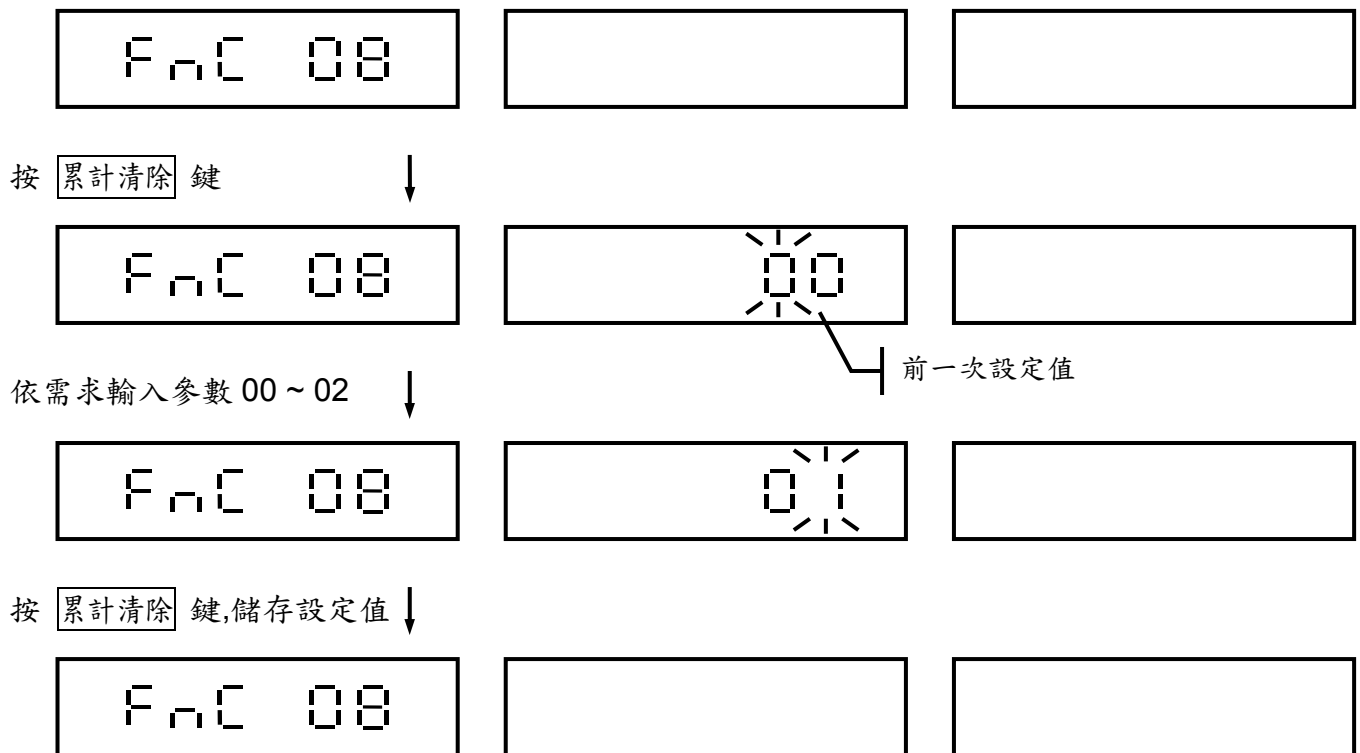 FnC 08
按 累計清除 鍵
FnC 08 00
前一次設定值
依需求輸入參數 00 ~ 02
FnC 08 01
按 累計清除 鍵,儲存設定值
FnC 08